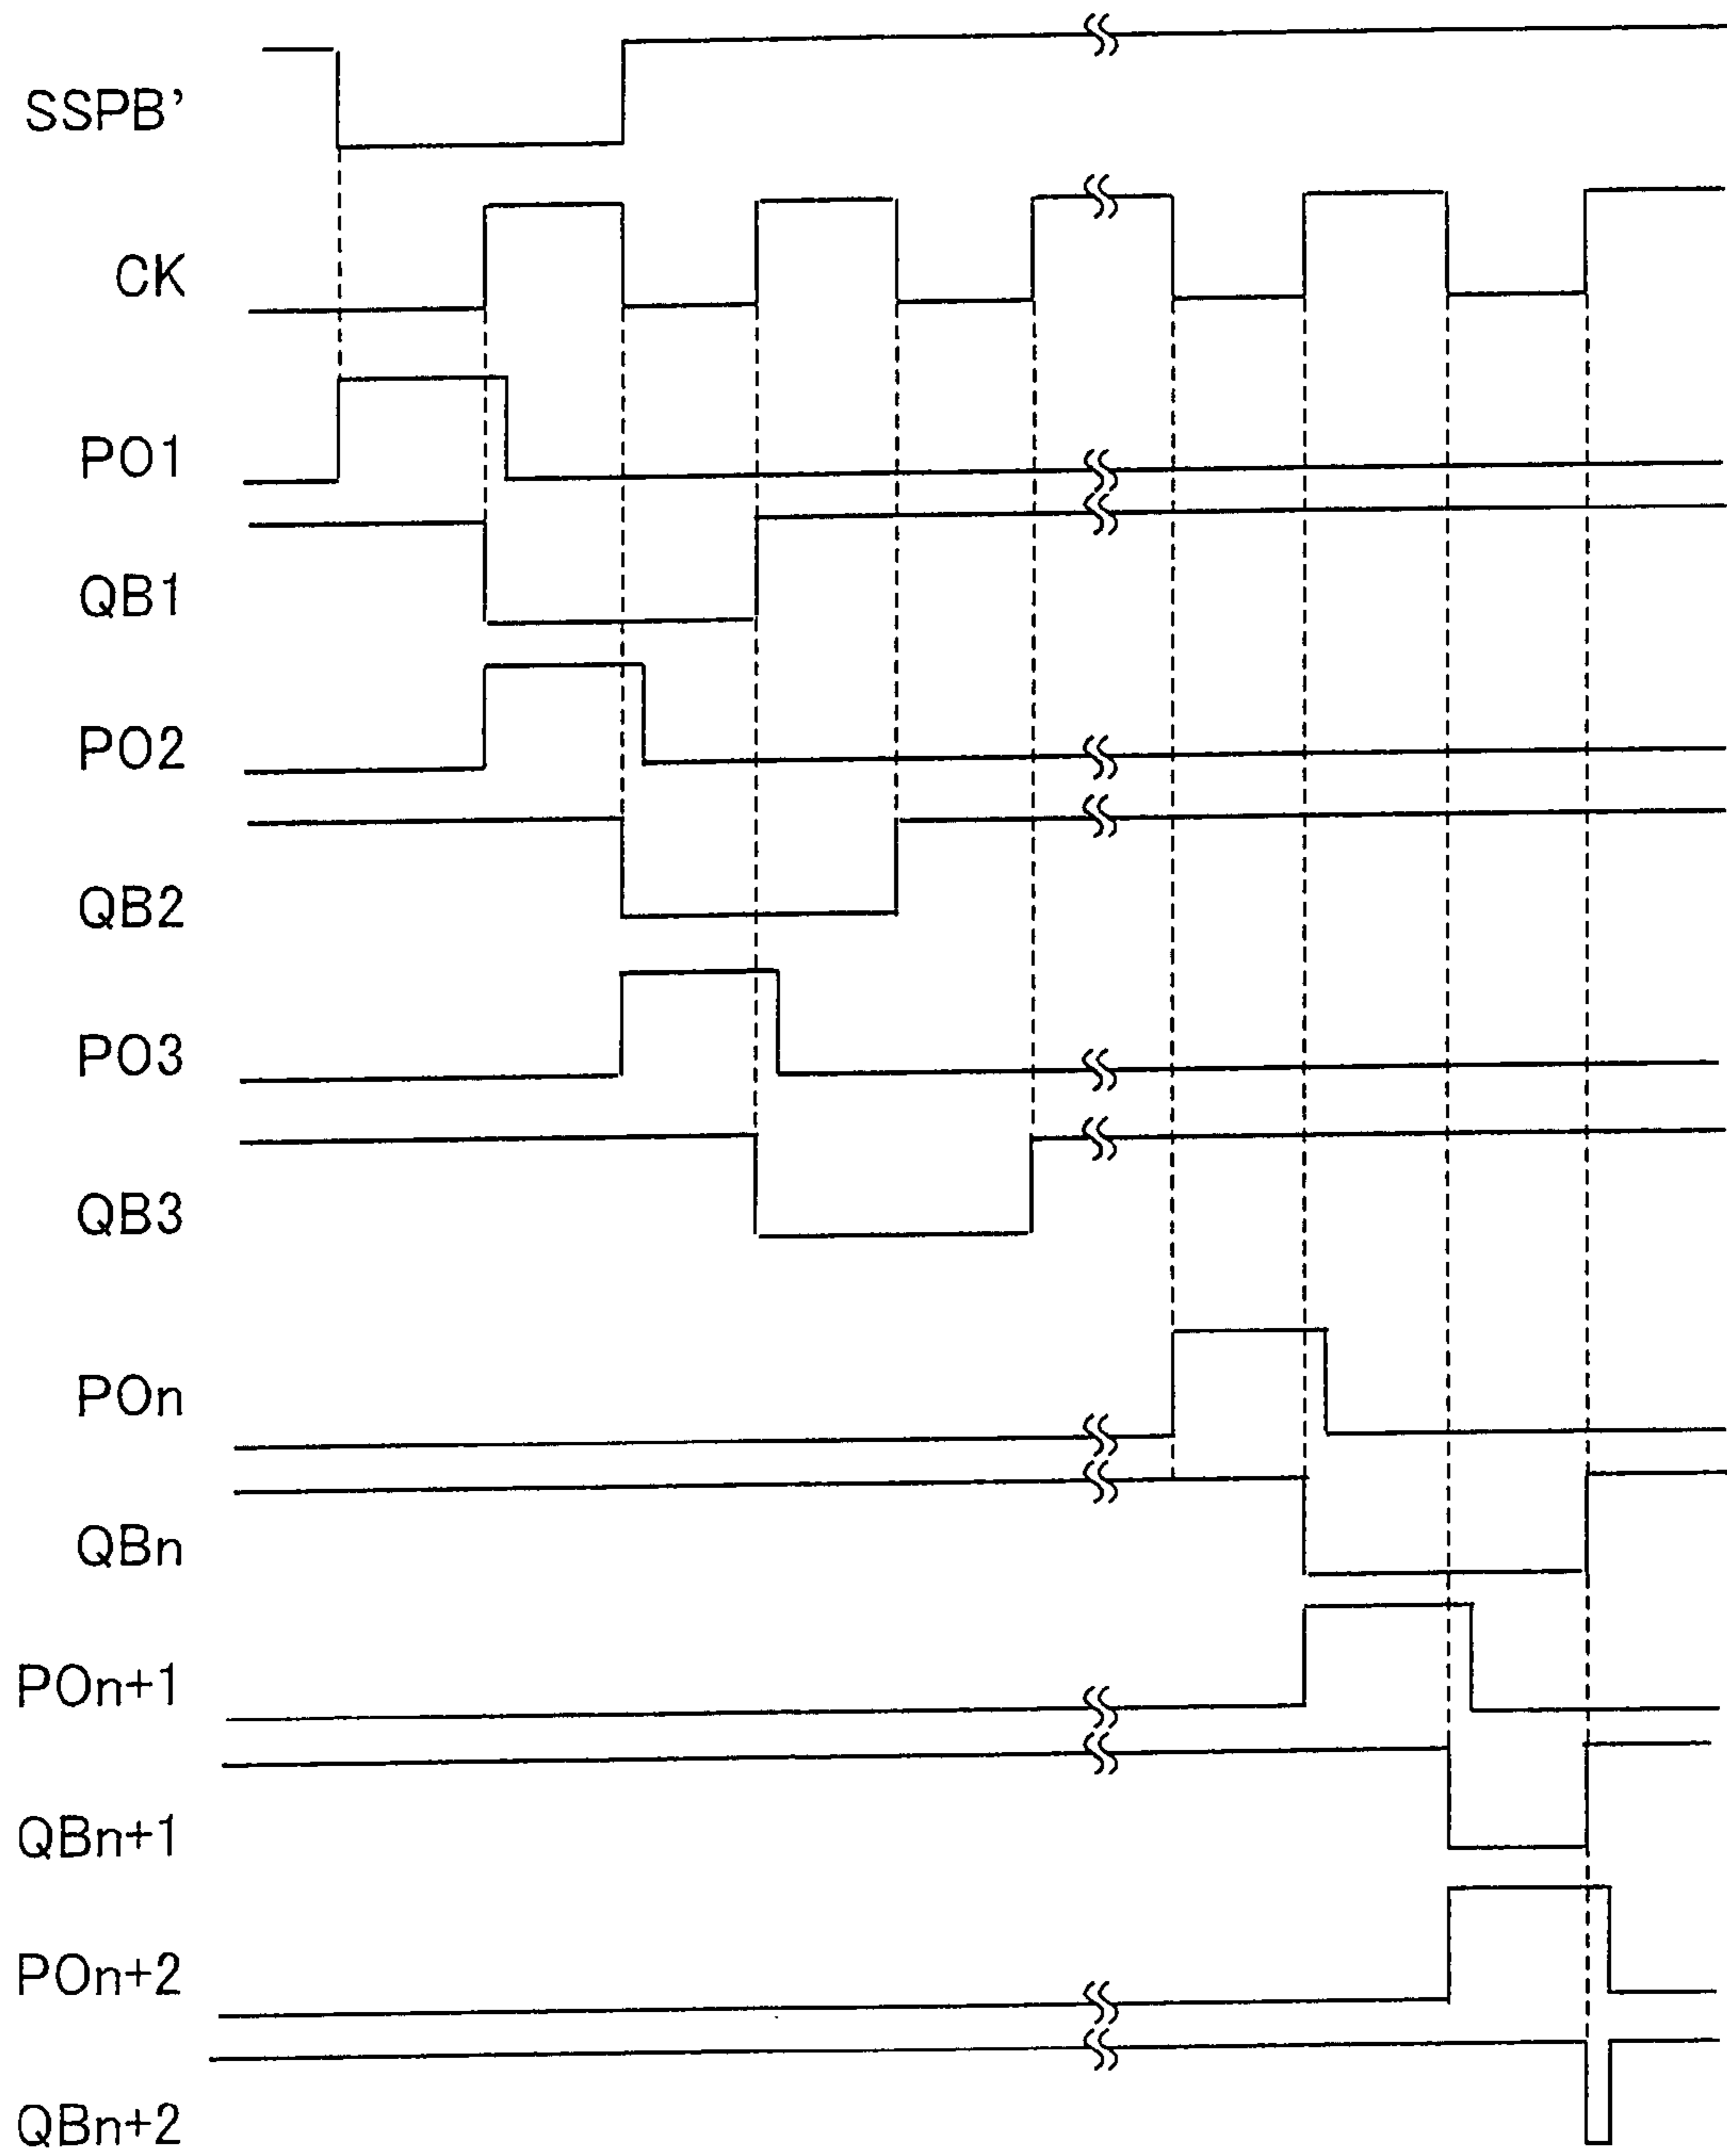 SSPB’
CK
PO1
QB1
PO2
QB2
PO3
QB3
POn
QBn
POn+1
QBn+1
POn+2
QBn+2